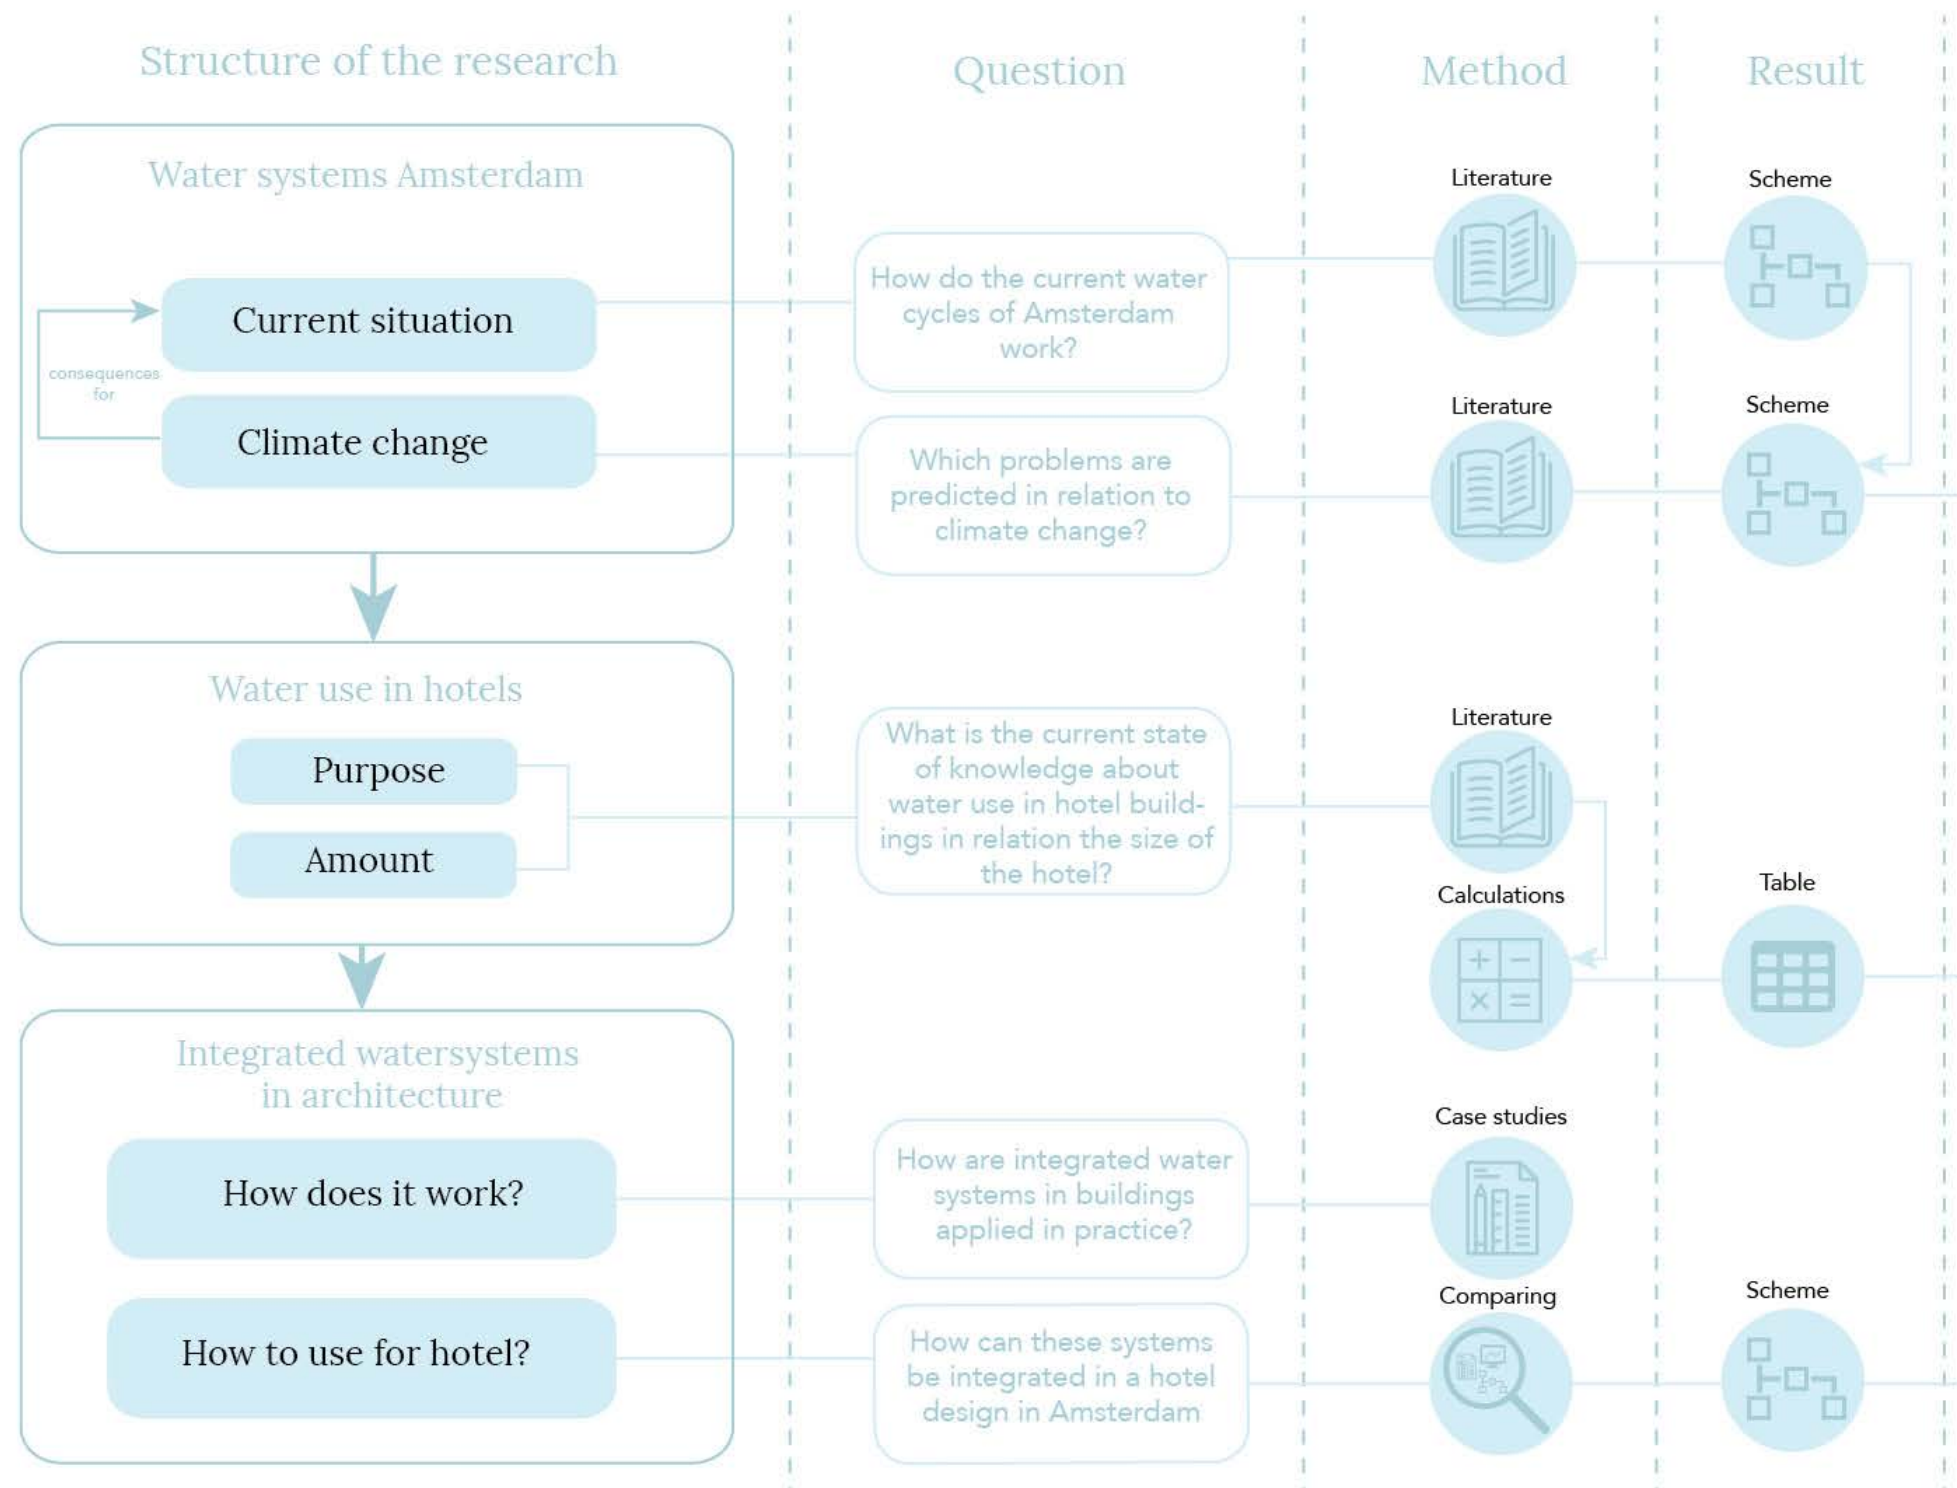 Structure of the research
Question
Method
Result
Water systems Amsterdam
Current situation
consequences
for
Climate change
How do the current water
cycles of Amsterdam
work?
Literature
Scheme
Which problems are
predicted in relation to
climate change?
Literature
Scheme
Water use in hotels
Purpose
Amount
What is the current state
of knowledge about
water use in hotel build-
ings in relation the size of
the hotel?
Literature
Calculations
Table
Integrated watersystems
in architecture
How does it work?
How to use for hotel?
How are integrated water
systems in buildings
applied in practice?
Case studies
How can these systems
be integrated in a hotel
design in Amsterdam
Comparing
Scheme